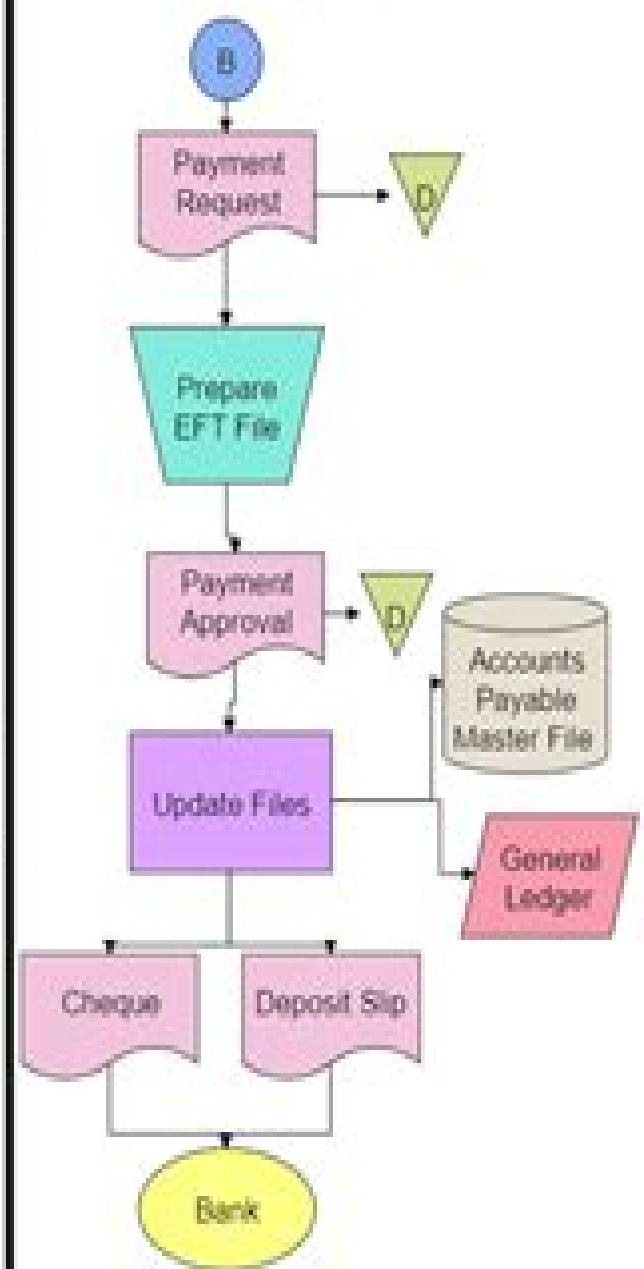 B
Payment
Request
D
Prepare
EFT File
Payment
Approval
D
Accounts
Payable
Master File
Update Files
General
Ledger
Cheque
Deposit Slip
Bank